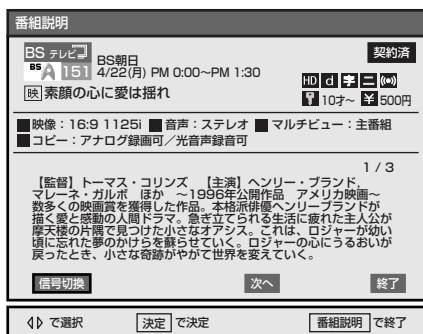 番組説明
BS テレビ
BS A 151
BS朝日
4/22(月) PM 0:00~PM 1:30
契約済
映 素顔の心に愛は揺れ
HD d 字 二
10才~ ¥ 500円
■映像:16:9 1125i ■音声:ステレオ ■マルチビュー:主番組
■コピー:アナログ録画可/光音声録音可
1 / 3
【監督】トーマス・コリンズ 【主演】ヘンリー・ブランド,
マレーネ・ガルボ ほか ~1996年公開作品 アメリカ映画~
数多くの映画賞を獲得した作品。本格派俳優ヘンリーブランドが
描く愛と感動の人間ドラマ。急ぎ立てられる生活に疲れた主人公が
摩天楼の片隅で見つけた小さなオアシス。これは、ロジャーが幼い
頃に忘れた夢のかけらを蘇らせていく。ロジャーの心にうるおいが
戻ったとき、小さな奇跡がやがて世界を変えていく。
信号切換 次へ 終了
で選択 決定 で決定 番組説明 で終了